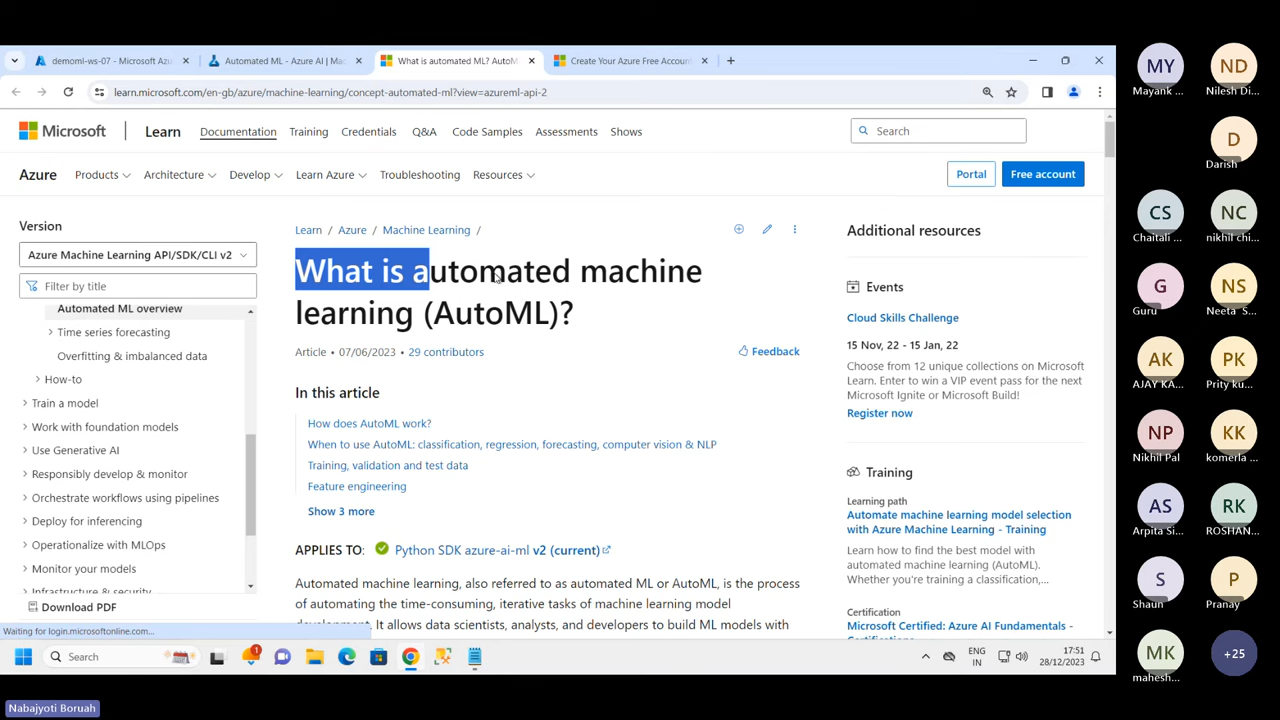 demoml-ws-07 - Microsoft Azu
Automated ML - Azure AI | Mac
What is automated ML? AutoM
Create Your Azure Free Accoun
learn.microsoft.com/en-gb/azure/machine-learning/concept-automated-ml?view=azureml-api-2
Microsoft
Learn
Documentation
Training
Credentials
Q&A
Code Samples
Assessments
Shows
Search
Azure
Products
Architecture
Develop
Learn Azure
Troubleshooting
Resources
Portal
Free account
Version
Azure Machine Learning API/SDK/CLI v2
Filter by title
Automated ML overview
Time series forecasting
Overfitting & imbalanced data
How-to
Train a model
Work with foundation models
Use Generative AI
Responsibly develop & monitor
Orchestrate workflows using pipelines
Deploy for inferencing
Operationalize with MLOps
Monitor your models
Infrastructure & security
Download PDF
Waiting for login.microsoftonline.com...
Learn / Azure / Machine Learning /
What is automated machine
learning (AutoML)?
Article • 07/06/2023 • 29 contributors
Feedback
In this article
How does AutoML work?
When to use AutoML: classification, regression, forecasting, computer vision & NLP
Training, validation and test data
Feature engineering
Show 3 more
APPLIES TO: Python SDK azure-ai-ml v2 (current)
Automated machine learning, also referred to as automated ML or AutoML, is the process
of automating the time-consuming, iterative tasks of machine learning model
development. It allows data scientists, analysts, and developers to build ML models with
Additional resources
Events
Cloud Skills Challenge
15 Nov, 22 - 15 Jan, 22
Choose from 12 unique collections on Microsoft
Learn. Enter to win a VIP event pass for the next
Microsoft Ignite or Microsoft Build!
Register now
Training
Learning path
Automate machine learning model selection
with Azure Machine Learning - Training
Learn how to find the best model with
automated machine learning (AutoML).
Whether you're training a classification,...
Certification
Microsoft Certified: Azure AI Fundamentals -
Certifications
Search
1
ENG
IN
17:51
28/12/2023
MY
Mayank ...
ND
Nilesh Di...
D
Darish
CS
Chaitali ...
NC
nikhil chi...
G
Guru
NS
Neeta S...
AK
AJAY KA...
PK
Prity ku...
NP
Nikhil Pal
KK
komerla ...
AS
Arpita Si...
RK
ROSHAN...
S
Shaun
P
Pranay
MK
mahesh...
+25
Nabajyoti Boruah